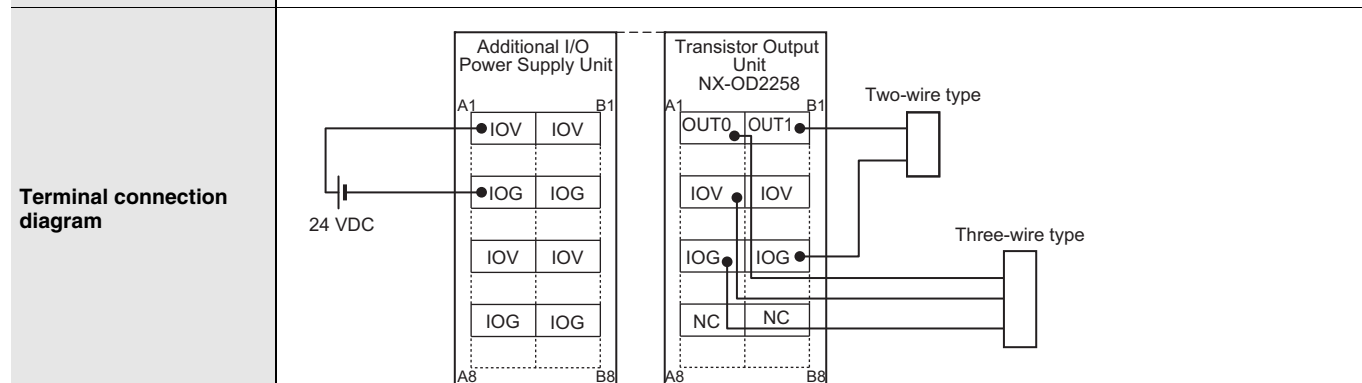 Terminal connection
diagram
Additional I/O
Power Supply Unit
A1 B1
IOV IOV
IOG IOG
IOV IOV
IOG IOG
A8 B8
24 VDC
Transistor Output
Unit
NX-OD2258
A1 B1
OUT0 OUT1
IOV IOV
IOG IOG
NC NC
A8 B8
Two-wire type
Three-wire type